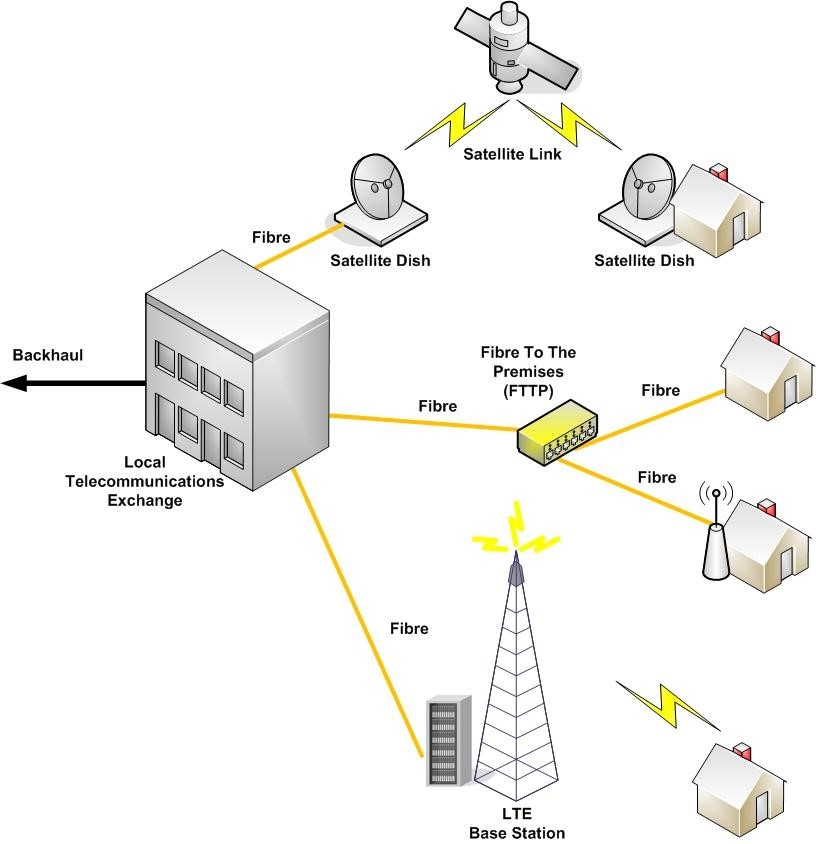 Satellite Link
Fibre
Satellite Dish
Satellite Dish
Backhaul
Fibre To The
Premises
(FTTP)
Fibre
Fibre
Local
Telecommunications
Exchange
Fibre
Fibre
LTE
Base Station